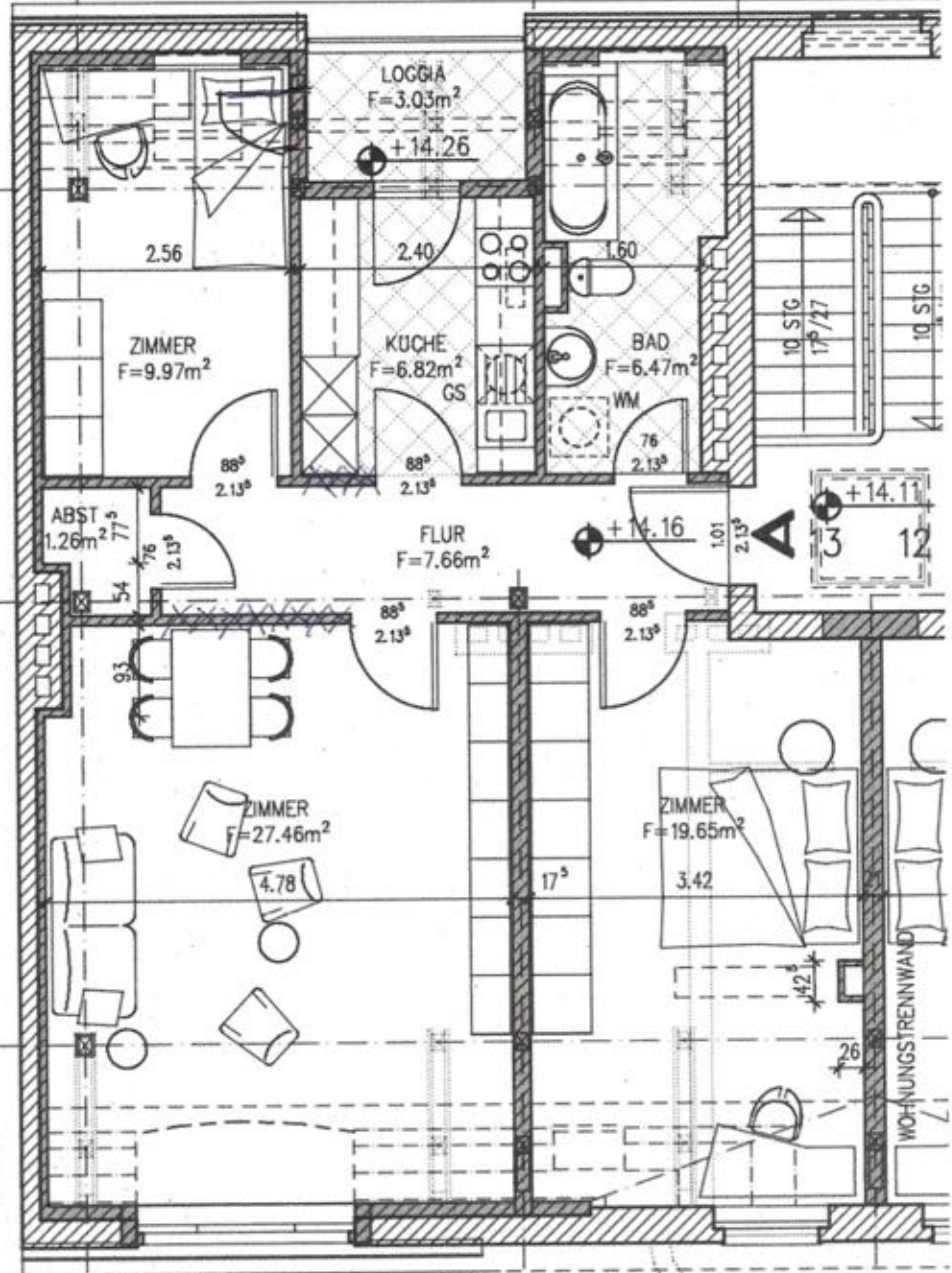 LOGGIA
F=3.03m²
+14.26
2.56
2.40
1.60
ZIMMER
F=9.97m²
KÜCHE
F=6.82m²
GS
BAD
F=6.47m²
WM
10 STG
17⁵/27
10 STG
88⁵
2.13⁵
88⁵
2.13⁵
76
2.13⁵
ABST
1.26m²
77⁵
76
2.13⁵
54
FLUR
F=7.66m²
+14.16
1.01
2.13⁵
A
+14.11
13
12
88⁵
2.13⁵
88⁵
2.13⁵
93
ZIMMER
F=27.46m²
4.78
17⁵
ZIMMER
F=19.65m²
3.42
42⁵
26
WOHNUNGSTRENNWAND